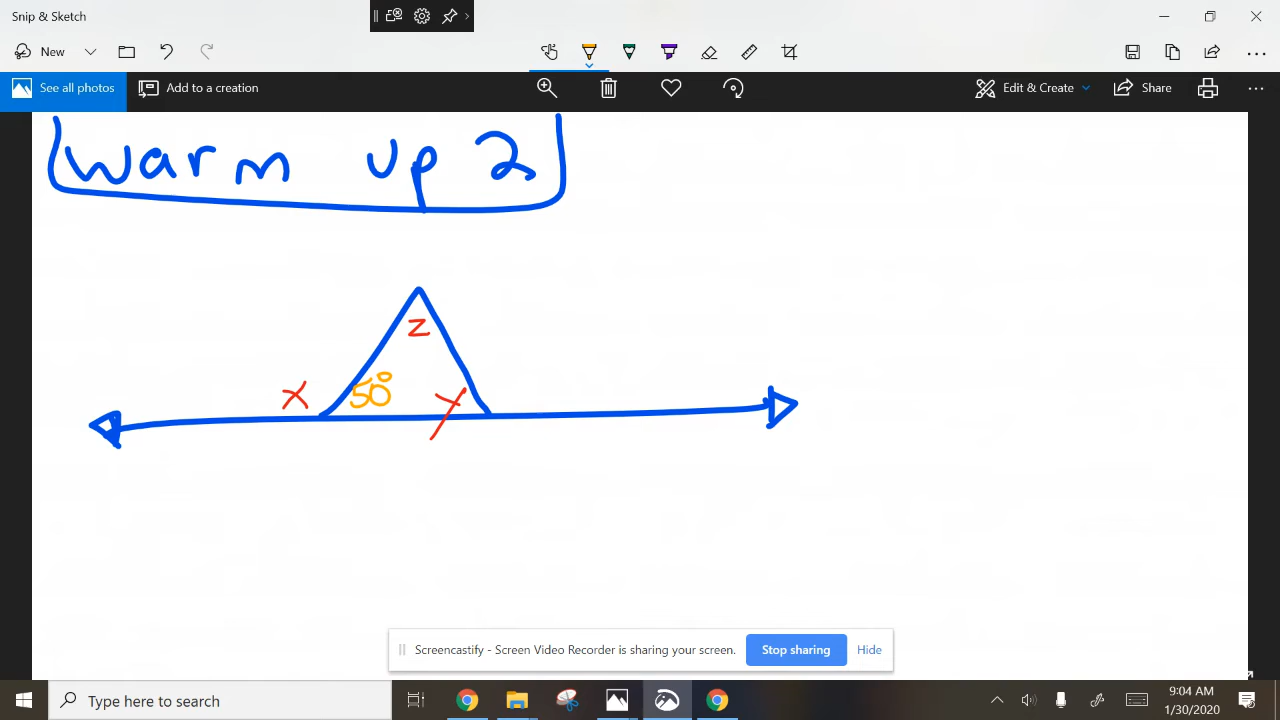 Snip & Sketch
New
See all photos
Add to a creation
Edit & Create
Share
Warm up 2
z
x
50°
y
Screencastify - Screen Video Recorder is sharing your screen.
Stop sharing
Hide
Type here to search
9:04 AM
1/30/2020